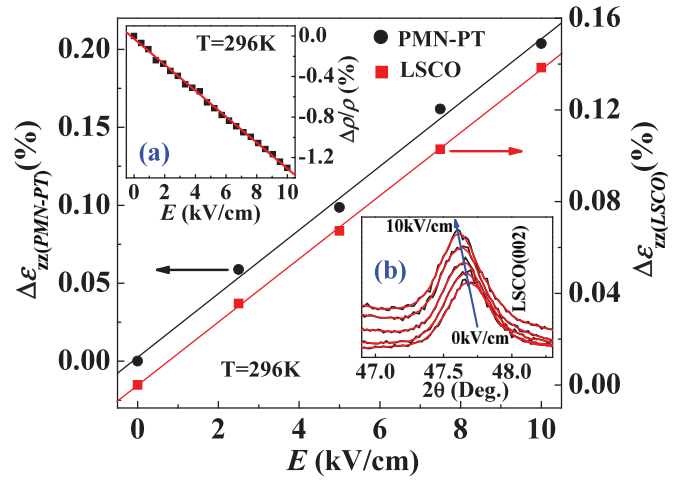 0.20
0.15
0.10
0.05
0.00
Δε_zz(PMN-PT)(%)
0 2 4 6 8 10
E (kV/cm)
0.16
0.12
0.08
0.04
0.00
Δε_zz(LSCO)(%)
PMN-PT
LSCO
T=296K
T=296K
(a)
0.0
-0.4
-0.8
-1.2
Δρ/ρ (%)
0 2 4 6 8 10
E (kV/cm)
10kV/cm
(b)
0kV/cm
LSCO(002)
47.0 47.5 48.0
2θ (Deg.)